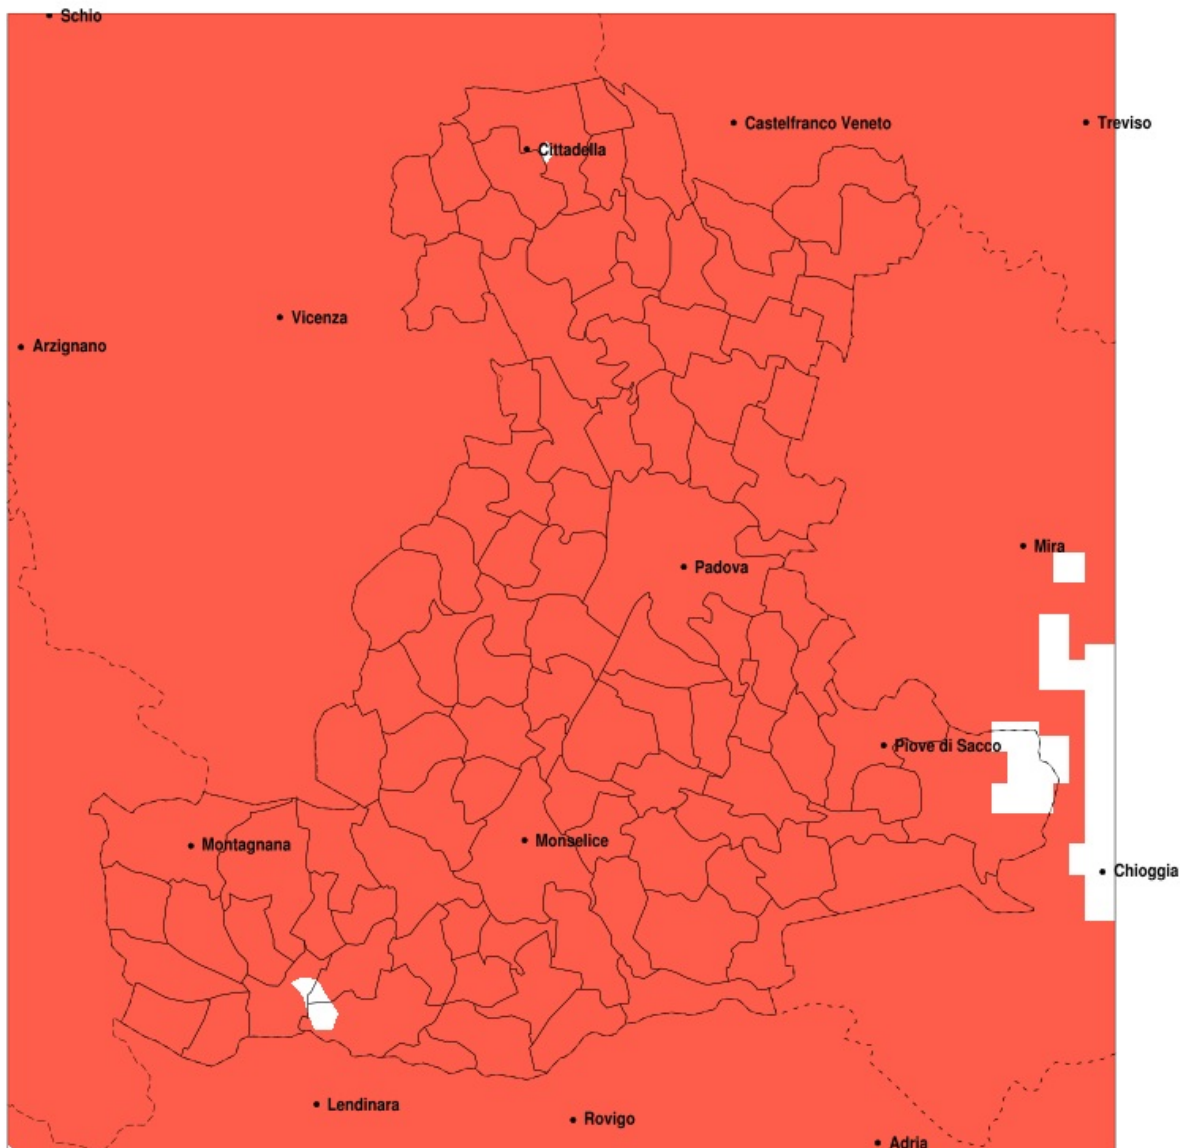 Schio
Castelfranco Veneto
Treviso
Cittadella
Vicenza
Arzignano
Mira
Padova
Piove di Sacco
Montagnana
Monselice
Chioggia
Lendinara
Rovigo
Adria